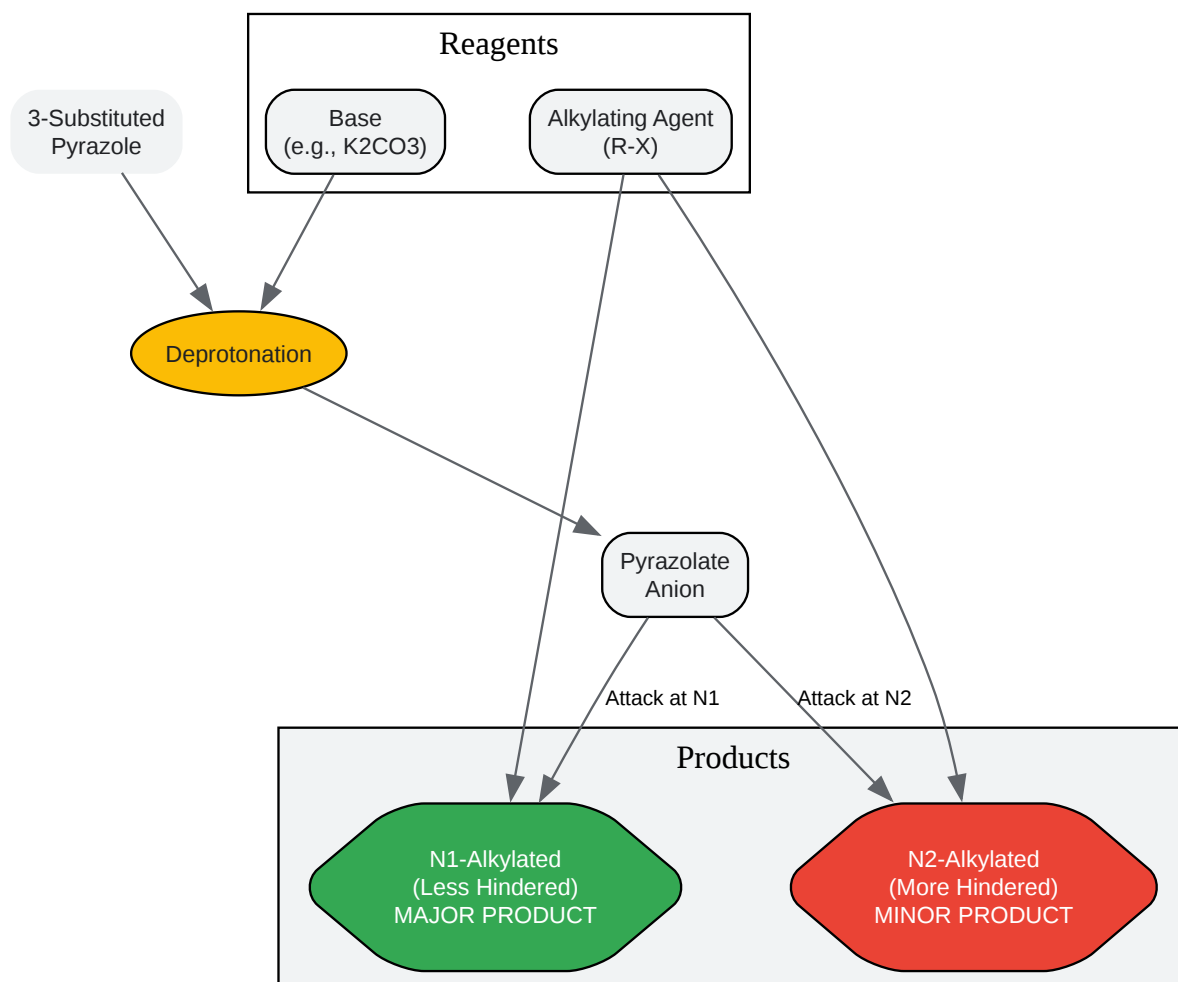 Reagents
3-Substituted
Pyrazole
Base
(e.g., K2CO3)
Alkylating Agent
(R-X)
Deprotonation
Pyrazolate
Anion
Attack at N1
Attack at N2
Products
N1-Alkylated
(Less Hindered)
MAJOR PRODUCT
N2-Alkylated
(More Hindered)
MINOR PRODUCT